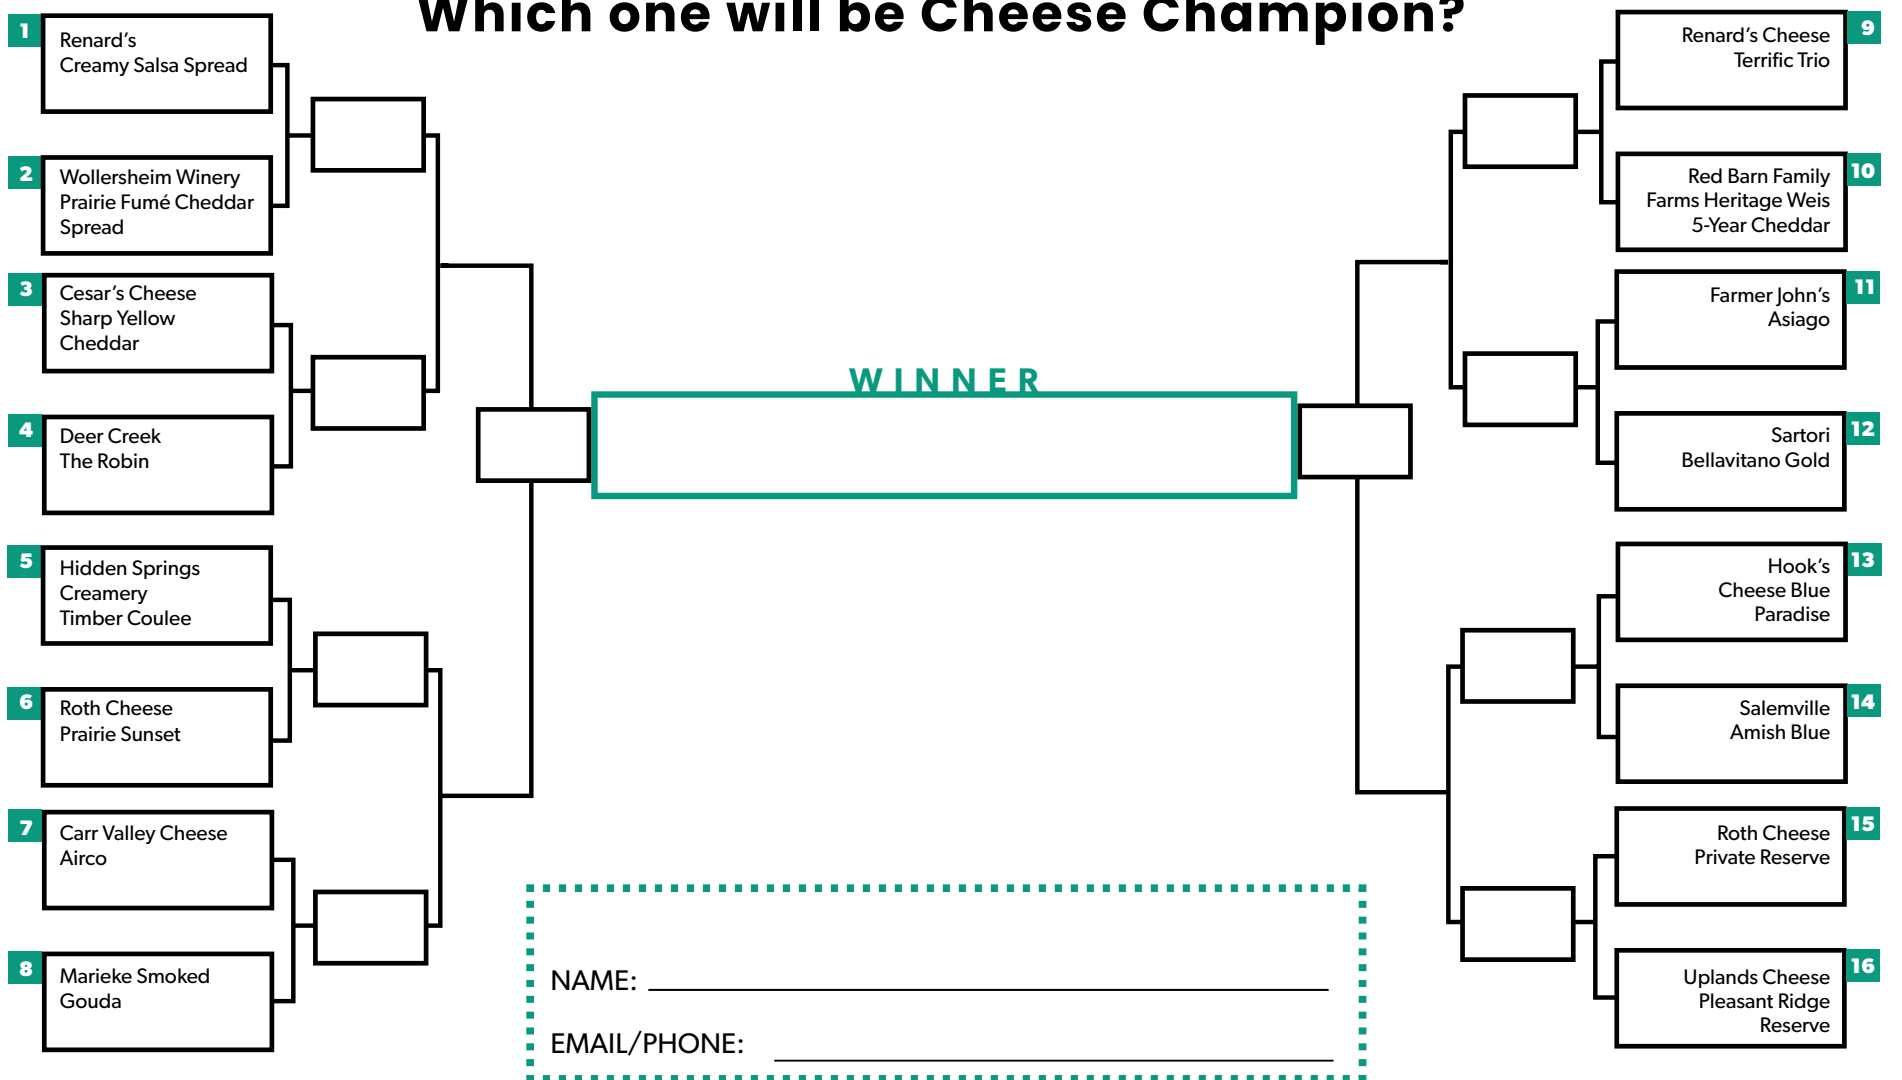 Which one will be Cheese Champion?
1
Renard’s
Creamy Salsa Spread
2
Wollersheim Winery
Prairie Fumé Cheddar
Spread
3
Cesar’s Cheese
Sharp Yellow
Cheddar
4
Deer Creek
The Robin
5
Hidden Springs
Creamery
Timber Coulee
6
Roth Cheese
Prairie Sunset
7
Carr Valley Cheese
Airco
8
Marieke Smoked
Gouda
WINNER
9
Renard’s Cheese
Terrific Trio
10
Red Barn Family
Farms Heritage Weis
5-Year Cheddar
11
Farmer John’s
Asiago
12
Sartori
Bellavitano Gold
13
Hook’s
Cheese Blue
Paradise
14
Salemville
Amish Blue
15
Roth Cheese
Private Reserve
16
Uplands Cheese
Pleasant Ridge
Reserve
NAME:
EMAIL/PHONE: